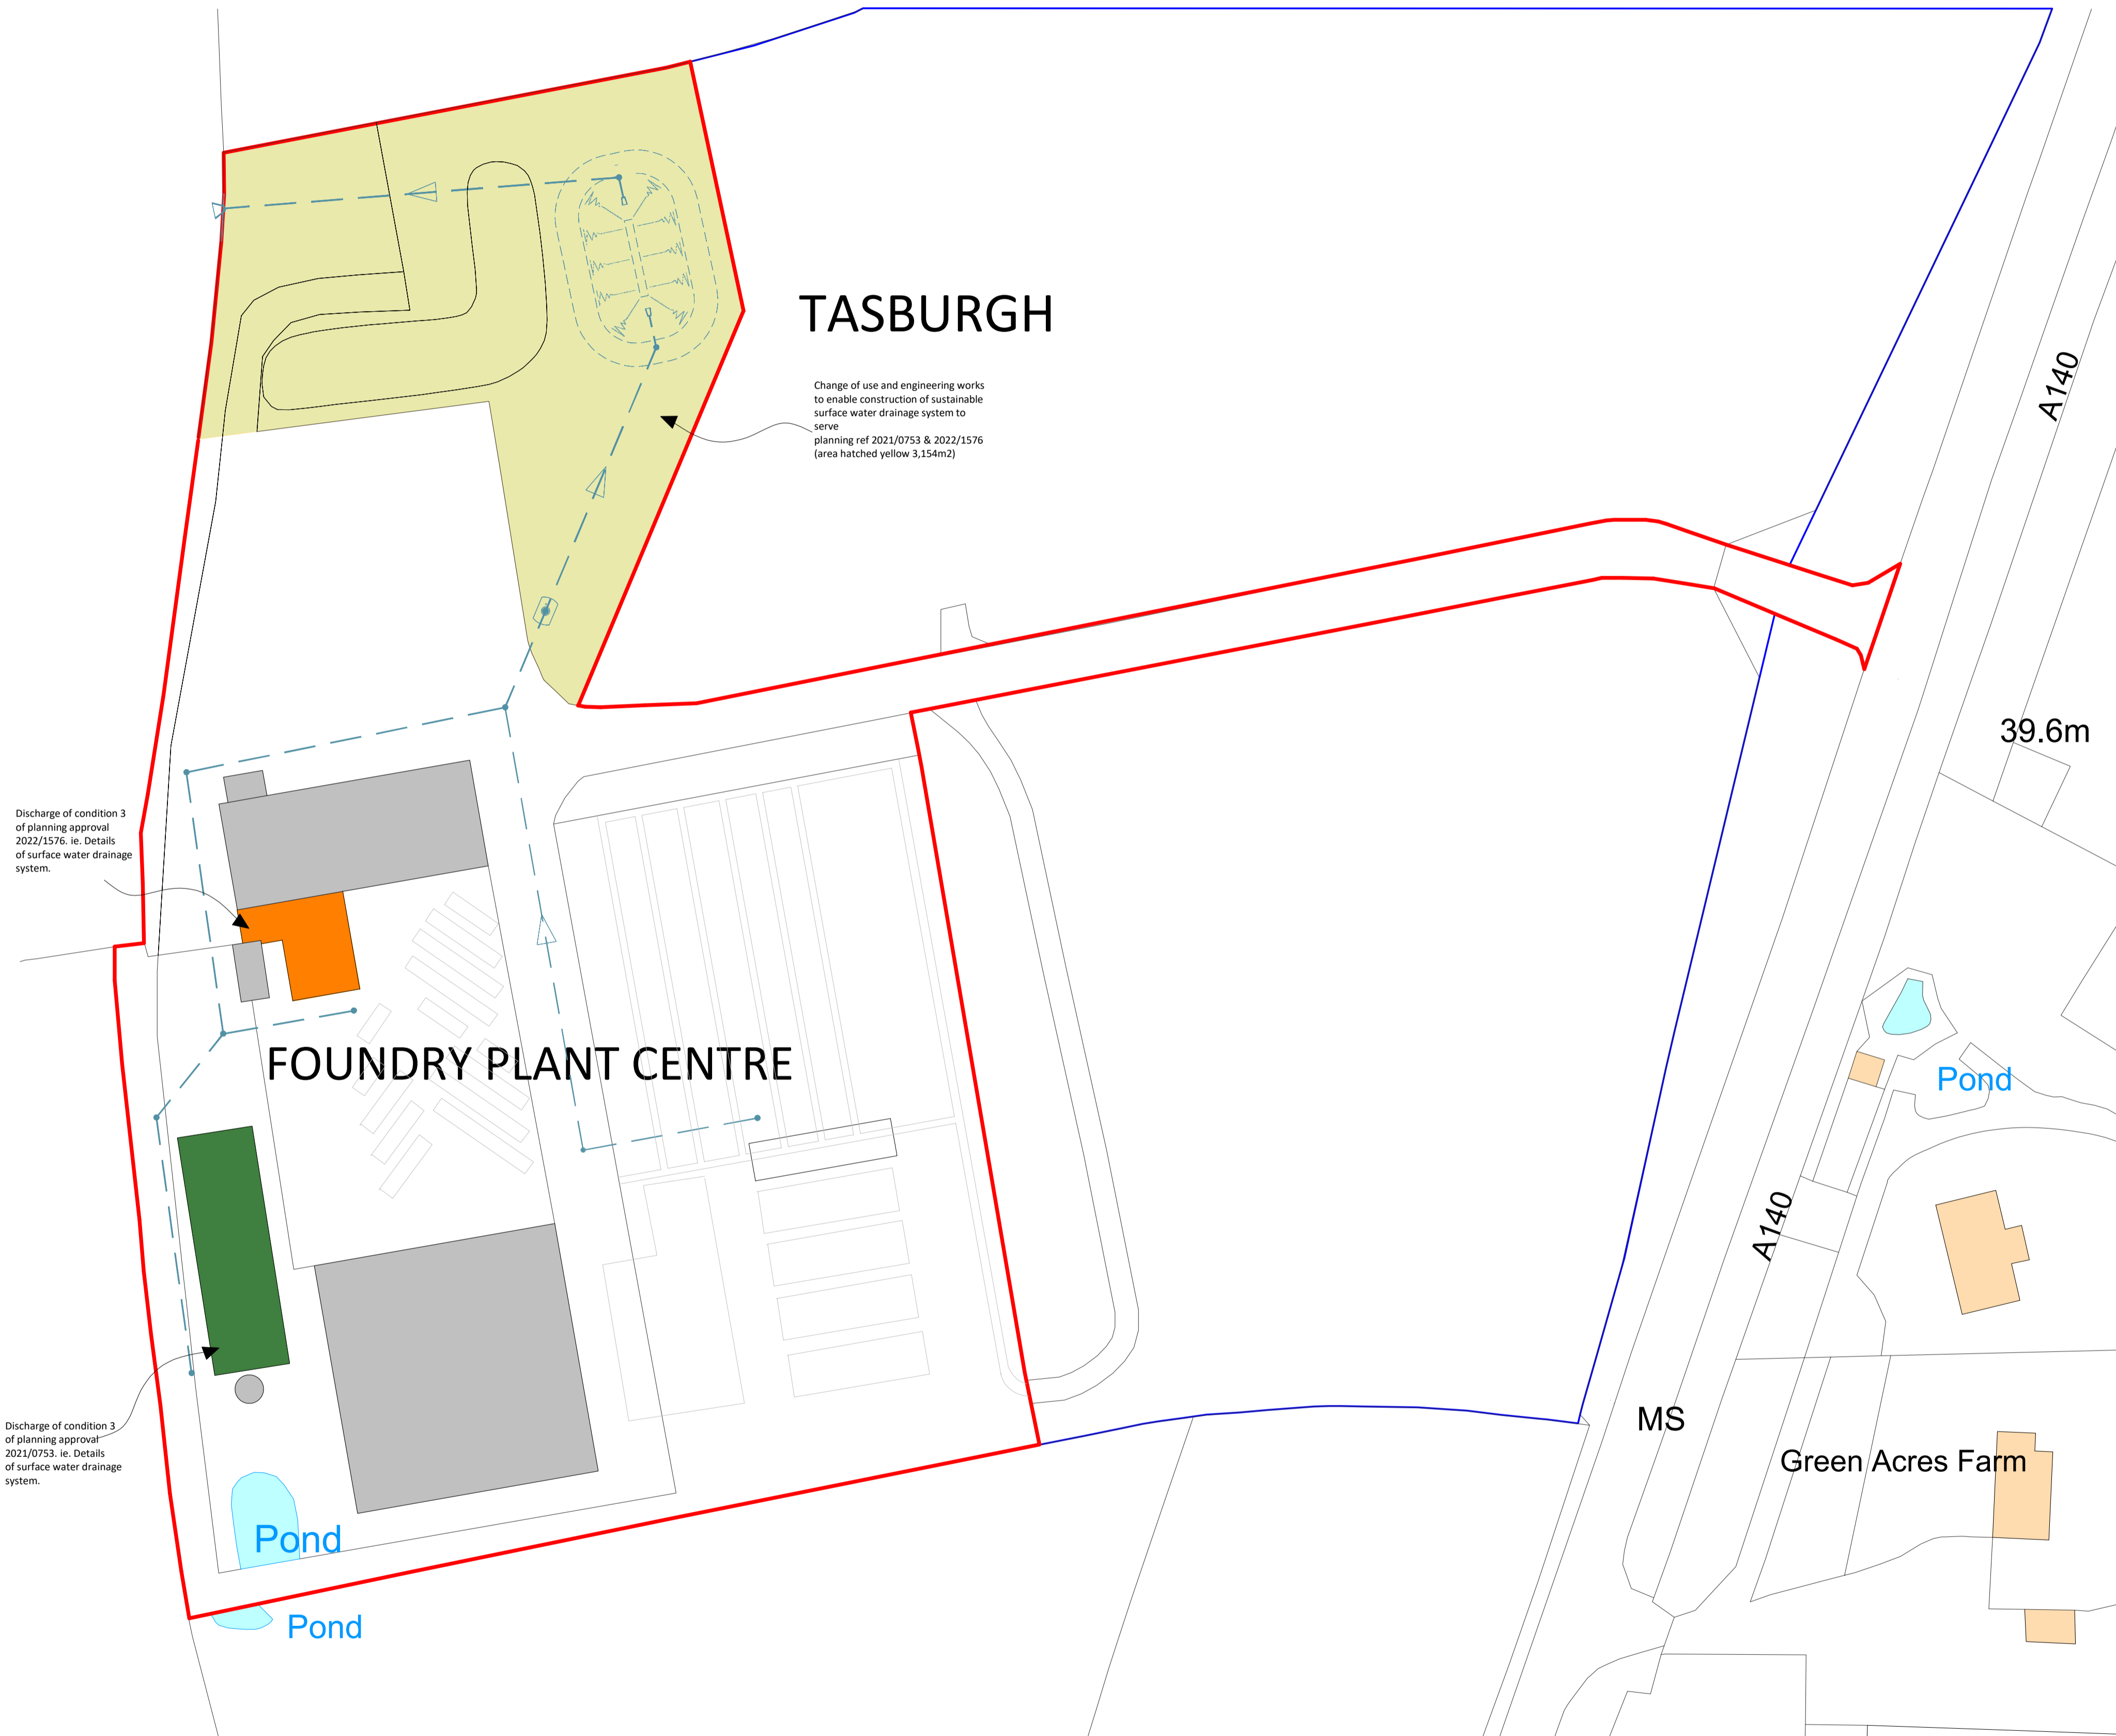 TASBURGH
Change of use and engineering works
to enable construction of sustainable
surface water drainage system to
serve
planning ref 2021/0753 & 2022/1576
(area hatched yellow 3,154m2)
A140
39.6m
Discharge of condition 3
of planning approval
2022/1576. ie. Details
of surface water drainage
system.
FOUNDRY PLANT CENTRE
Pond
A140
Discharge of condition 3
of planning approval
2021/0753. ie. Details
of surface water drainage
system.
MS
Green Acres Farm
Pond
Pond